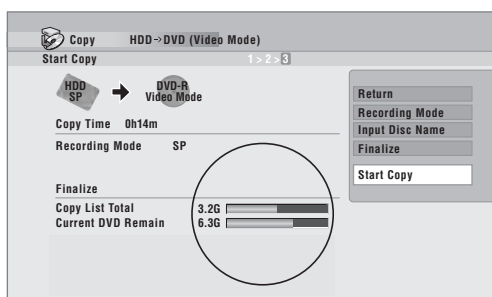 Copy HDD→DVD (Video Mode)
Start Copy 1 > 2 > 3
HDD
SP
DVD-R
Video Mode
Copy Time 0h14m
Recording Mode SP
Finalize
Copy List Total 3.2G
Current DVD Remain 6.3G
Return
Recording Mode
Input Disc Name
Finalize
Start Copy